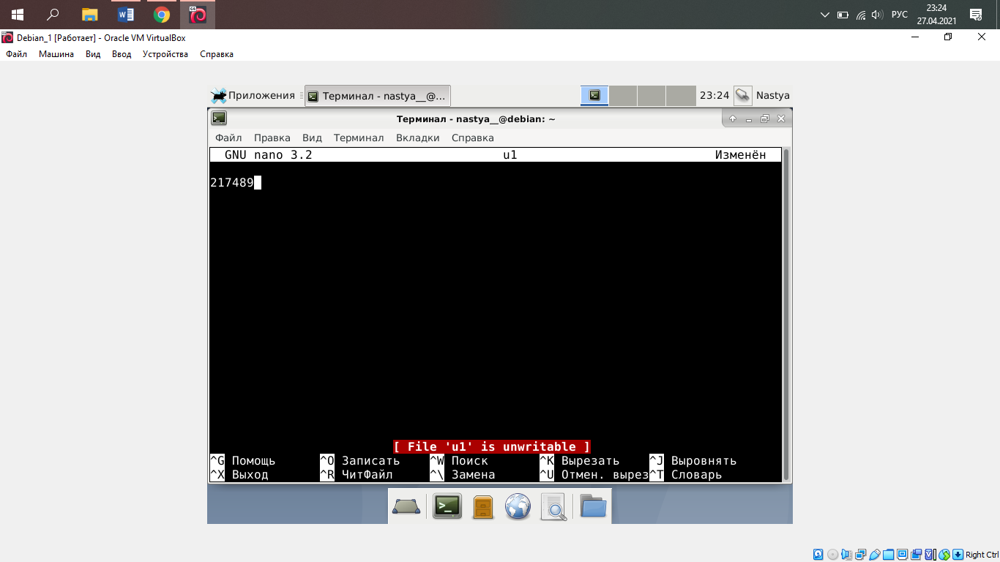 РУС
23:24
27.04.2021
Debian_1 [Работает] - Oracle VM VirtualBox
Файл Машина Вид Ввод Устройства Справка
Приложения Терминал - nastya__@... 23:24 Nastya
Терминал - nastya__@debian: ~
Файл Правка Вид Терминал Вкладки Справка
GNU nano 3.2 u1 Изменён
217489
[ File 'u1' is unwritable ]
^G Помощь ^O Записать ^W Поиск ^K Вырезать ^J Выровнять
^X Выход ^R ЧитФайл ^\ Замена ^U Отмен. вырез ^T Словарь
Right Ctrl